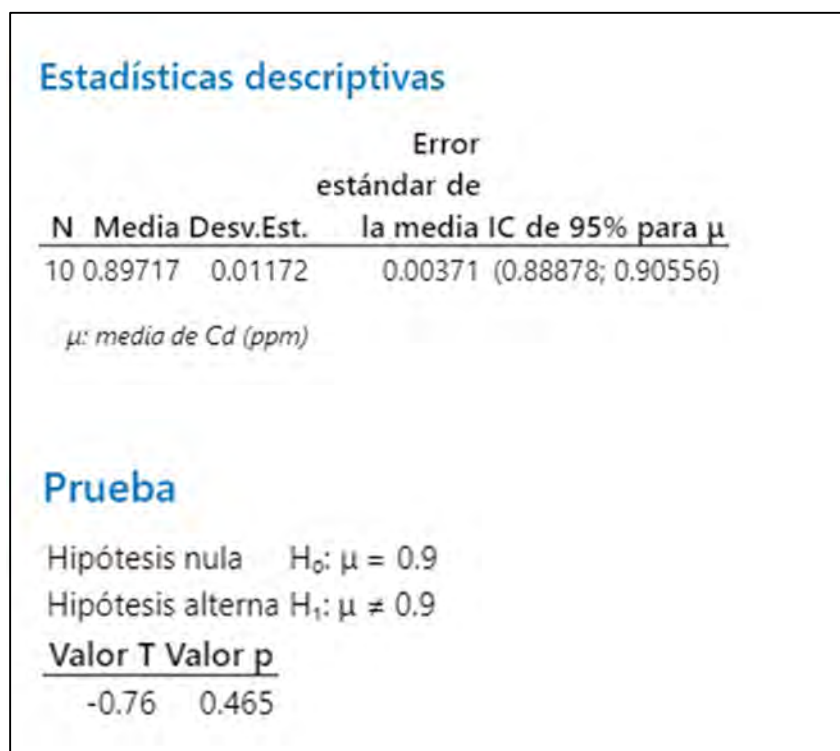 Estadísticas descriptivas
Error
estándar de
N Media Desv.Est. la media IC de 95% para μ
10 0.89717 0.01172 0.00371 (0.88878; 0.90556)
μ: media de Cd (ppm)
Prueba
Hipótesis nula H₀: μ = 0.9
Hipótesis alterna H₁: μ ≠ 0.9
Valor T Valor p
-0.76 0.465